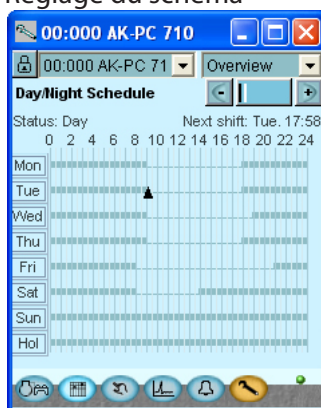 Réglage du schéma
00:000 AK-PC 710
00:000 AK-PC 71 Overview
Day/Night Schedule
Status: Day Next shift: Tue. 17:58
0 2 4 6 8 10 12 14 16 18 20 22 24
Mon
Tue
Wed
Thu
Fri
Sat
Sun
Hol